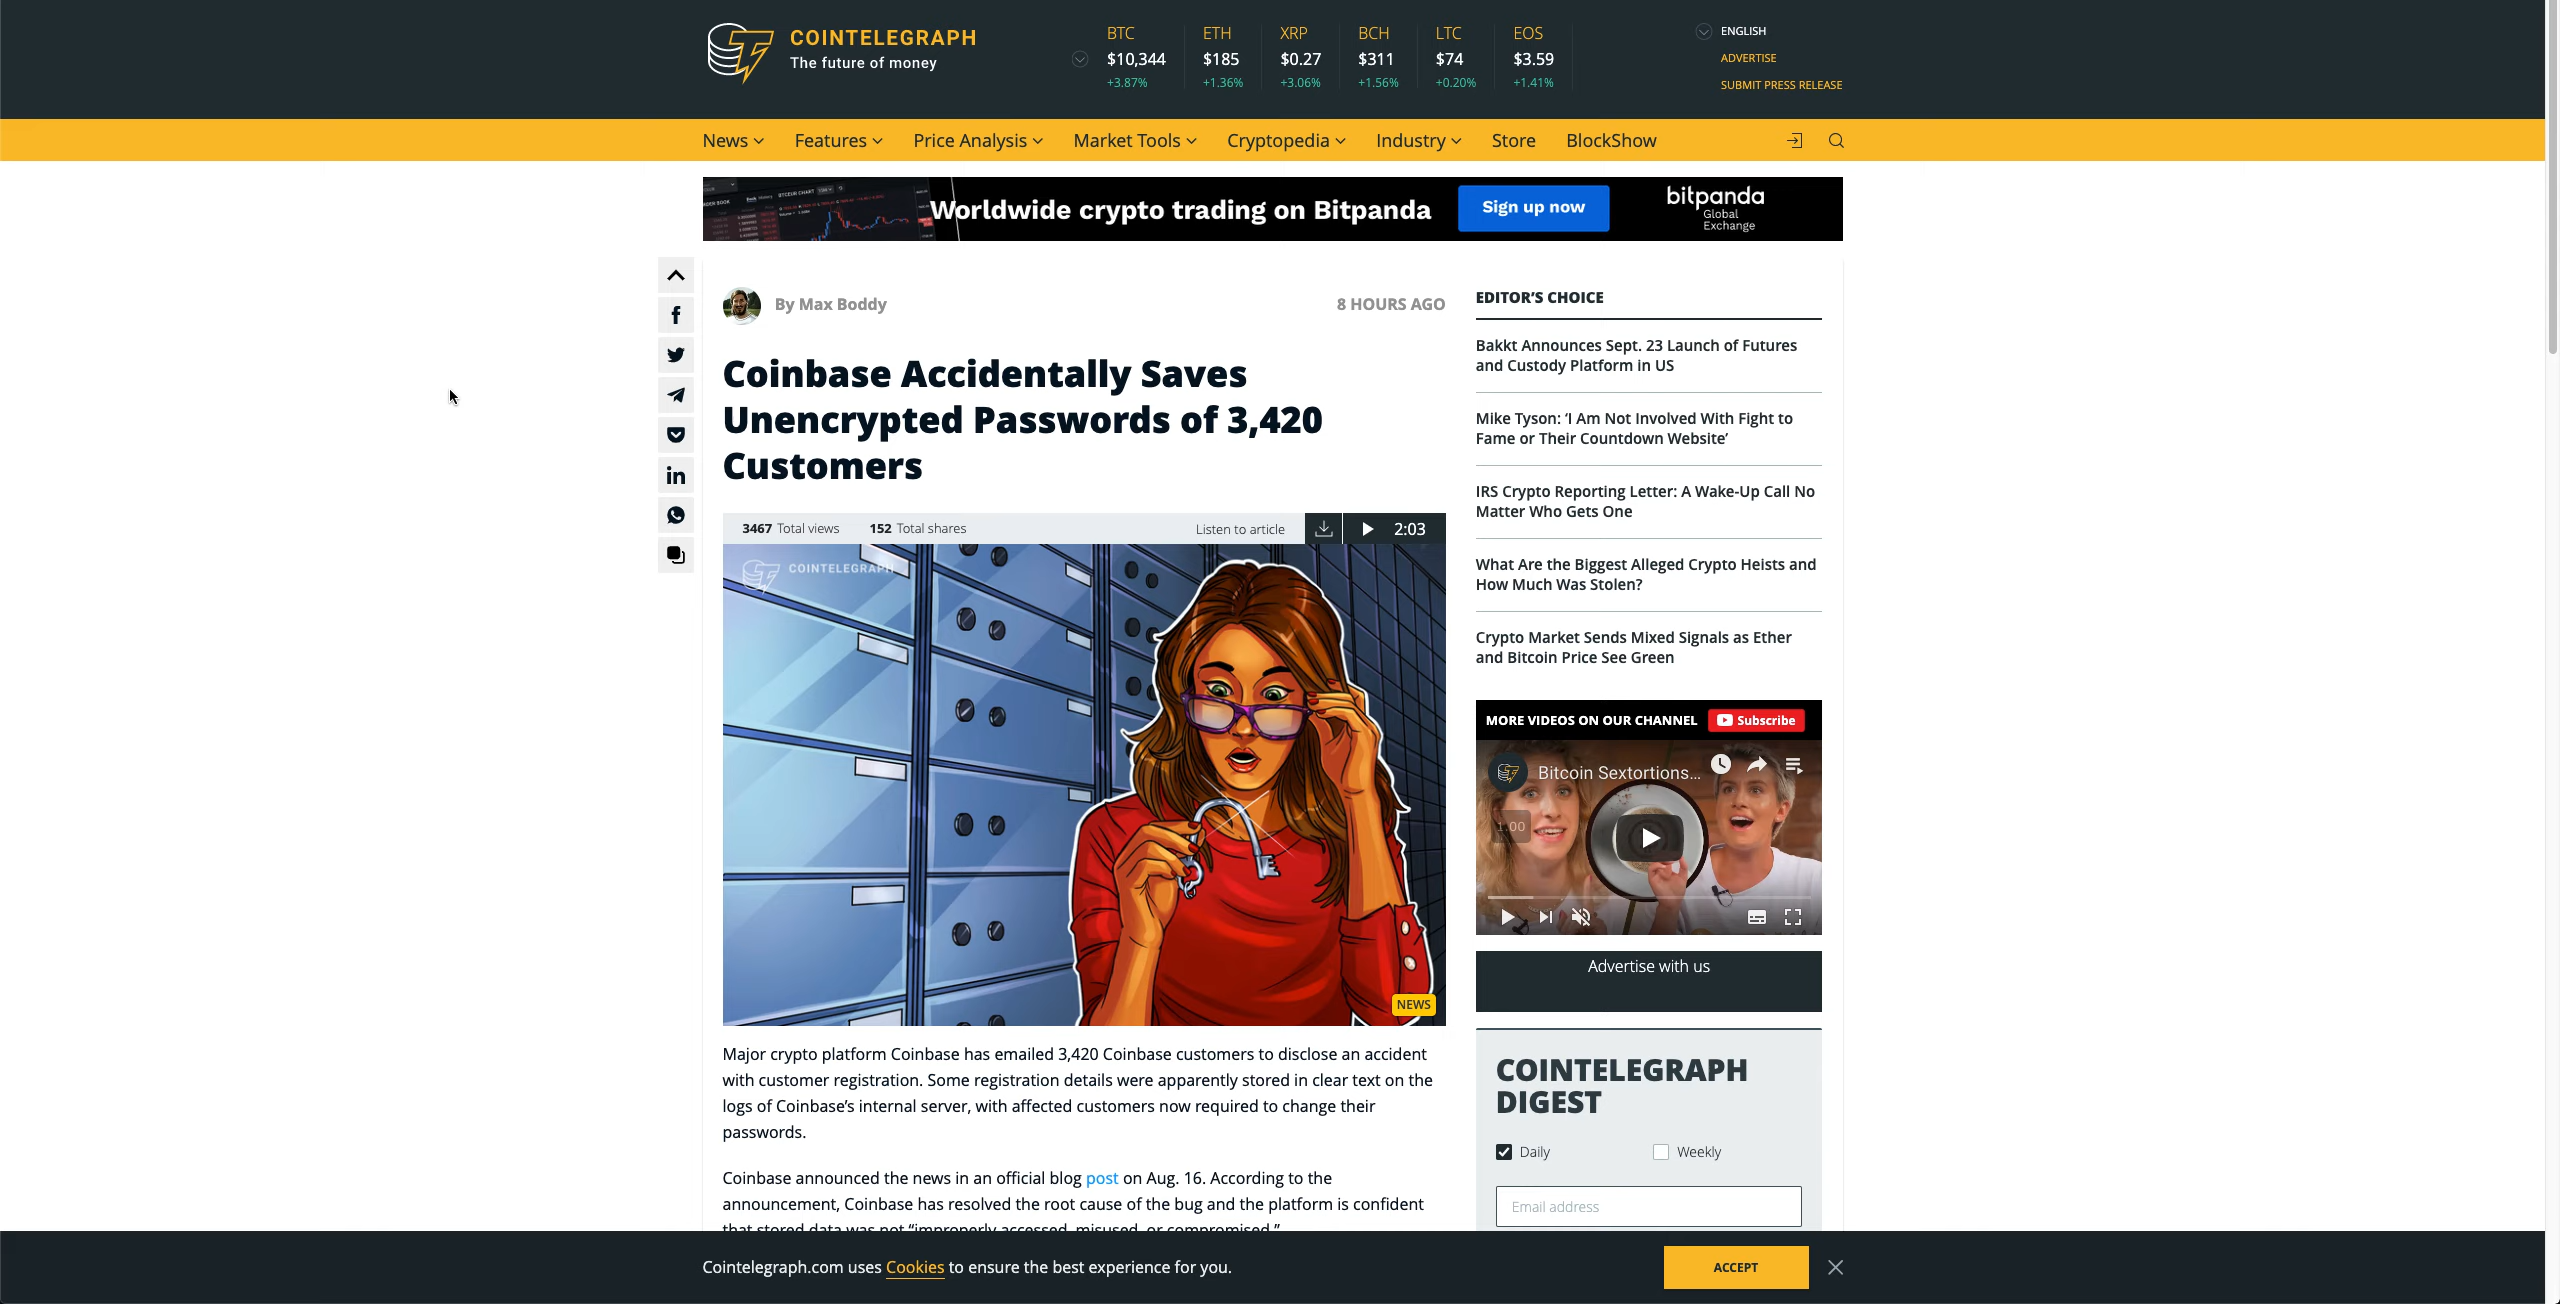 COINTELEGRAPH
The future of money
BTC
$10,344
+3.87%
ETH
$185
+1.36%
XRP
$0.27
+3.06%
BCH
$311
+1.56%
LTC
$74
+0.20%
EOS
$3.59
+1.41%
ENGLISH
ADVERTISE
SUBMIT PRESS RELEASE
News Features Price Analysis Market Tools Cryptopedia Industry Store BlockShow
Worldwide crypto trading on Bitpanda
Sign up now
bitpanda
Global
Exchange
By Max Boddy
8 HOURS AGO
Coinbase Accidentally Saves
Unencrypted Passwords of 3,420
Customers
3467 Total views 152 Total shares Listen to article 2:03
COINTELEGRAPH
NEWS
Major crypto platform Coinbase has emailed 3,420 Coinbase customers to disclose an accident
with customer registration. Some registration details were apparently stored in clear text on the
logs of Coinbase’s internal server, with affected customers now required to change their
passwords.
Coinbase announced the news in an official blog post on Aug. 16. According to the
announcement, Coinbase has resolved the root cause of the bug and the platform is confident
that stored data was not “improperly accessed, misused, or compromised.”
EDITOR’S CHOICE
Bakkt Announces Sept. 23 Launch of Futures
and Custody Platform in US
Mike Tyson: ‘I Am Not Involved With Fight to
Fame or Their Countdown Website’
IRS Crypto Reporting Letter: A Wake-Up Call No
Matter Who Gets One
What Are the Biggest Alleged Crypto Heists and
How Much Was Stolen?
Crypto Market Sends Mixed Signals as Ether
and Bitcoin Price See Green
MORE VIDEOS ON OUR CHANNEL Subscribe
Bitcoin Sextortions...
1.00
Advertise with us
COINTELEGRAPH
DIGEST
Daily Weekly
Email address
Cointelegraph.com uses Cookies to ensure the best experience for you.
ACCEPT